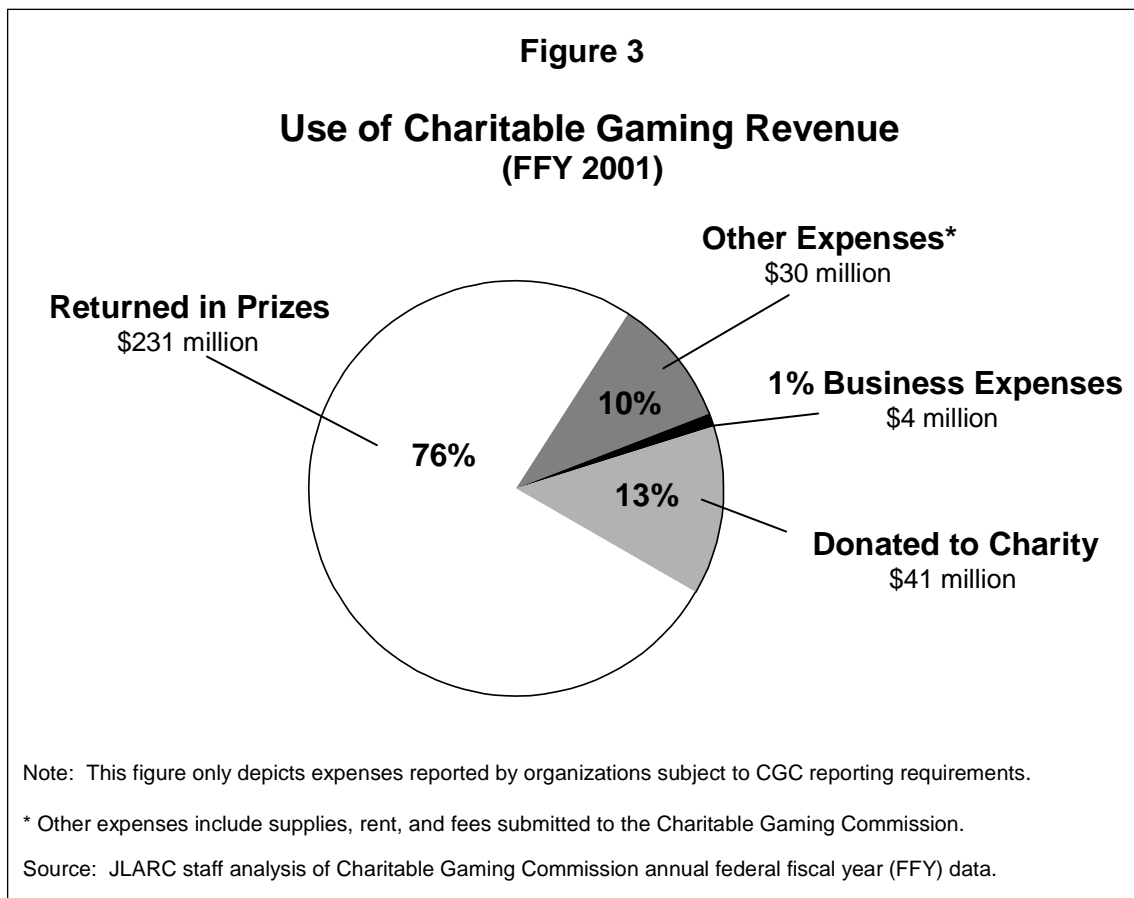 Figure 3
Use of Charitable Gaming Revenue
(FFY 2001)
Other Expenses*
$30 million
Returned in Prizes
$231 million
1% Business Expenses
$4 million
10%
76%
13%
Donated to Charity
$41 million
Note:  This figure only depicts expenses reported by organizations subject to CGC reporting requirements.
* Other expenses include supplies, rent, and fees submitted to the Charitable Gaming Commission.
Source:  JLARC staff analysis of Charitable Gaming Commission annual federal fiscal year (FFY) data.